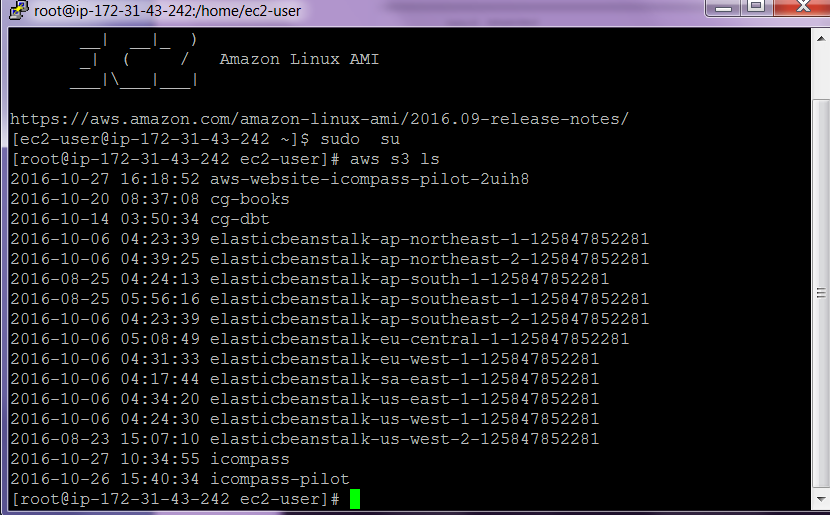 root@ip-172-31-43-242:/home/ec2-user
       __|  __|_  )
       _|  (     /   Amazon Linux AMI
      ___|\___|___|
https://aws.amazon.com/amazon-linux-ami/2016.09-release-notes/
[ec2-user@ip-172-31-43-242 ~]$ sudo  su
[root@ip-172-31-43-242 ec2-user]# aws s3 ls
2016-10-27 16:18:52 aws-website-icompass-pilot-2uih8
2016-10-20 08:37:08 cg-books
2016-10-14 03:50:34 cg-dbt
2016-10-06 04:23:39 elasticbeanstalk-ap-northeast-1-125847852281
2016-10-06 04:39:25 elasticbeanstalk-ap-northeast-2-125847852281
2016-08-25 04:24:13 elasticbeanstalk-ap-south-1-125847852281
2016-08-25 05:56:16 elasticbeanstalk-ap-southeast-1-125847852281
2016-10-06 04:23:39 elasticbeanstalk-ap-southeast-2-125847852281
2016-10-06 05:08:49 elasticbeanstalk-eu-central-1-125847852281
2016-10-06 04:31:33 elasticbeanstalk-eu-west-1-125847852281
2016-10-06 04:17:44 elasticbeanstalk-sa-east-1-125847852281
2016-10-06 04:34:20 elasticbeanstalk-us-east-1-125847852281
2016-10-06 04:24:30 elasticbeanstalk-us-west-1-125847852281
2016-08-23 15:07:10 elasticbeanstalk-us-west-2-125847852281
2016-10-27 10:34:55 icompass
2016-10-26 15:40:34 icompass-pilot
[root@ip-172-31-43-242 ec2-user]#